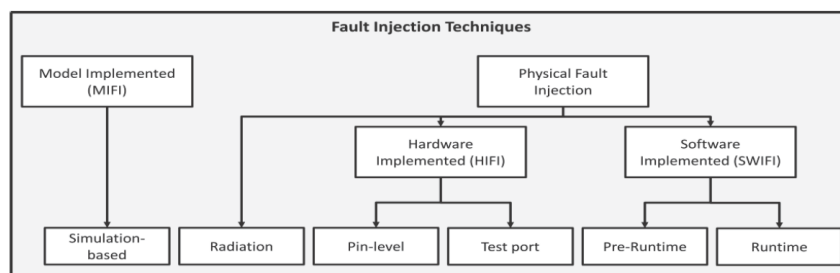 Fault Injection Techniques
Model Implemented
(MIFI)
Physical Fault
Injection
Hardware
Implemented (HIFI)
Software
Implemented (SWIFI)
Simulation-
based
Radiation
Pin-level
Test port
Pre-Runtime
Runtime